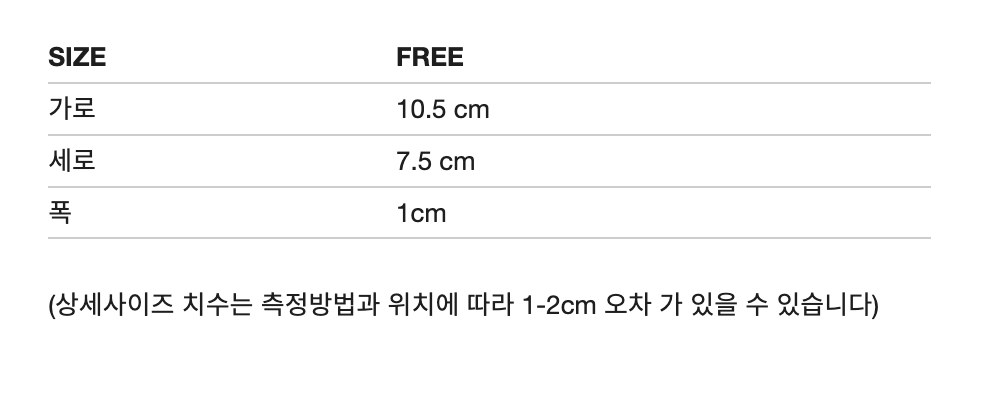 SIZE FREE
가로 10.5 cm
세로 7.5 cm
폭 1cm
(상세사이즈 치수는 측정방법과 위치에 따라 1-2cm 오차 가 있을 수 있습니다)